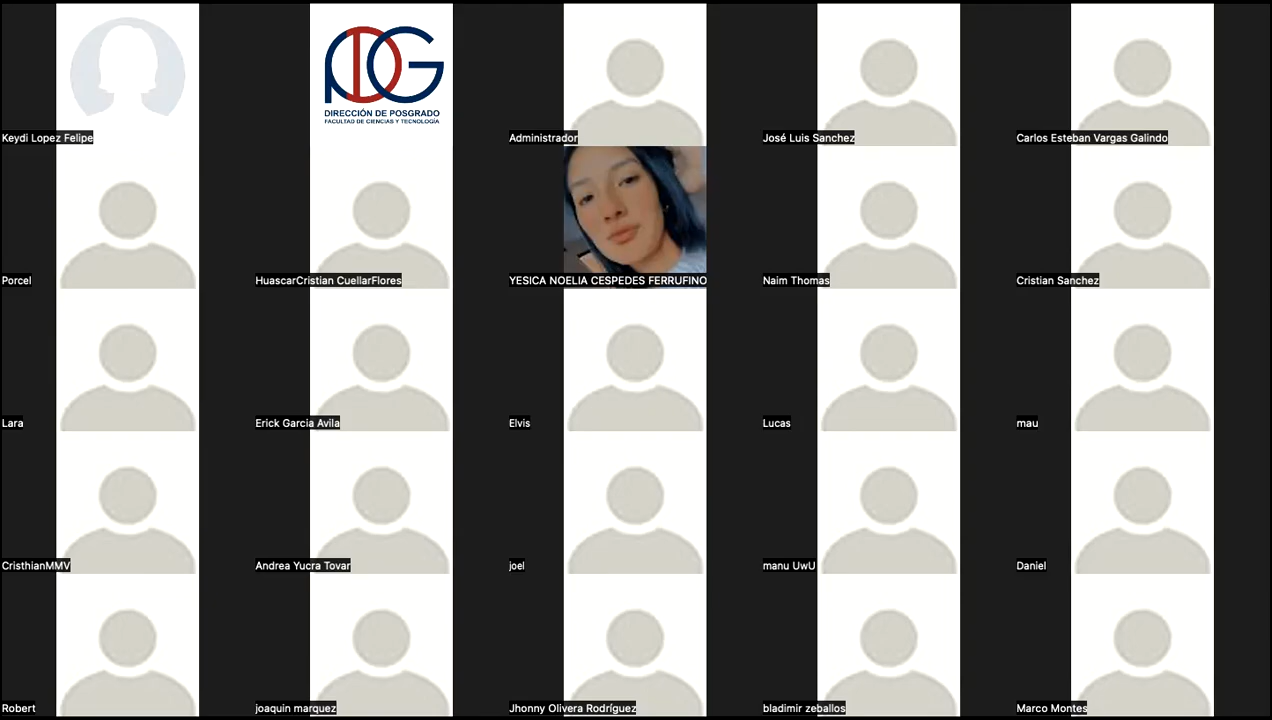 DIRECCIÓN DE POSGRADO
FACULTAD DE CIENCIAS Y TECNOLOGÍA
Keydi Lopez Felipe
Administrador
José Luis Sanchez
Carlos Esteban Vargas Galindo
Porcel
HuascarCristian CuellarFlores
YESICA NOELIA CESPEDES FERRUFINO
Naim Thomas
Cristian Sanchez
Lara
Erick Garcia Avila
Elvis
Lucas
mau
CristhianMMV
Andrea Yucra Tovar
joel
manu UwU
Daniel
Robert
joaquin marquez
Jhonny Olivera Rodríguez
bladimir zeballos
Marco Montes